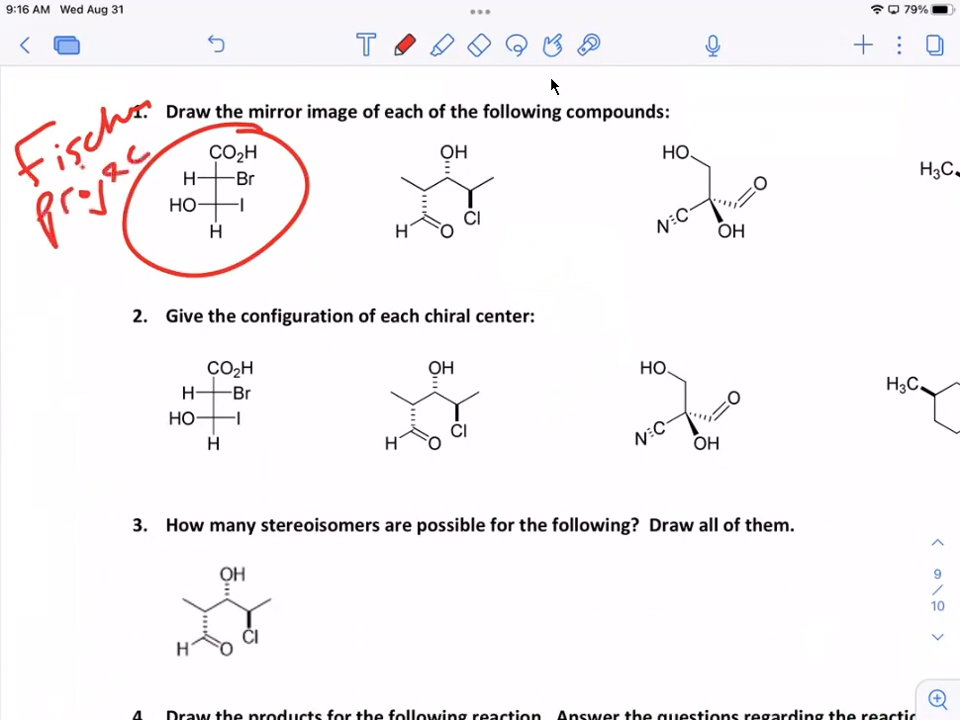 9:16 AM Wed Aug 31
79%
T
Fisch
projec
1. Draw the mirror image of each of the following compounds:
CO₂H
H Br
HO I
H
OH
Cl
H O
HO
O
N C
OH
H₃C
2. Give the configuration of each chiral center:
CO₂H
H Br
HO I
H
OH
Cl
H O
HO
O
N C
OH
H₃C
3. How many stereoisomers are possible for the following? Draw all of them.
OH
Cl
H O
9
/
10
4. Draw the products for the following reaction. Answer the questions regarding the